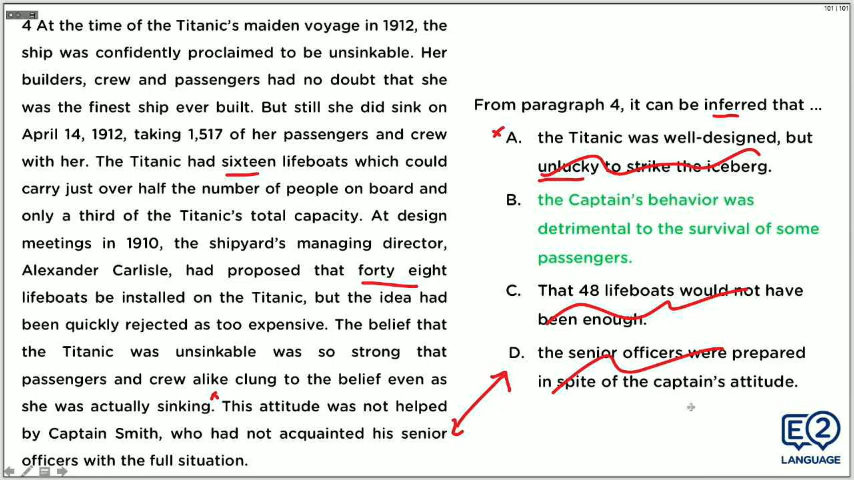 101 | 101
4 At the time of the Titanic's maiden voyage in 1912, the
ship was confidently proclaimed to be unsinkable. Her
builders, crew and passengers had no doubt that she
was the finest ship ever built. But still she did sink on
April 14, 1912, taking 1,517 of her passengers and crew
with her. The Titanic had sixteen lifeboats which could
carry just over half the number of people on board and
only a third of the Titanic's total capacity. At design
meetings in 1910, the shipyard's managing director,
Alexander Carlisle, had proposed that forty eight
lifeboats be installed on the Titanic, but the idea had
been quickly rejected as too expensive. The belief that
the Titanic was unsinkable was so strong that
passengers and crew alike clung to the belief even as
she was actually sinking. This attitude was not helped
by Captain Smith, who had not acquainted his senior
officers with the full situation.
From paragraph 4, it can be inferred that ...
A. the Titanic was well-designed, but
unlucky to strike the iceberg.
B. the Captain's behavior was
detrimental to the survival of some
passengers.
C. That 48 lifeboats would not have
been enough.
D. the senior officers were prepared
in spite of the captain's attitude.
E2
LANGUAGE